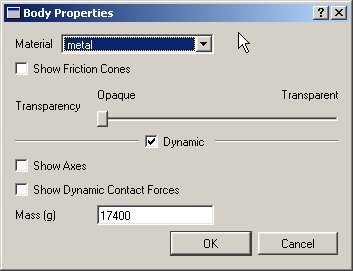 Body Properties
Material metal
Show Friction Cones
Opaque Transparent
Transparency
Dynamic
Show Axes
Show Dynamic Contact Forces
Mass (g) 17400
OK Cancel